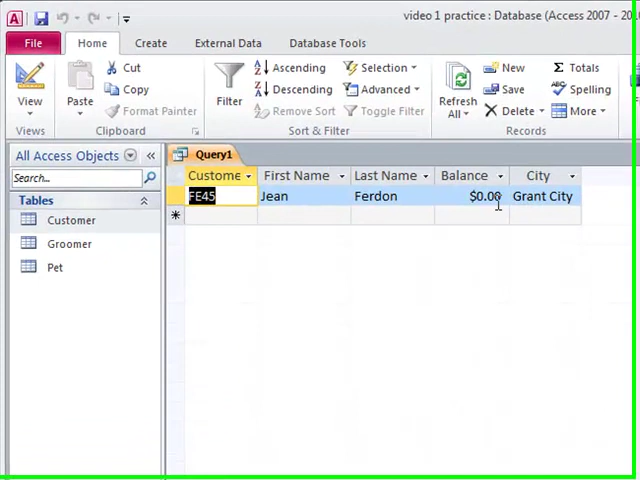 video 1 practice : Database (Access 2007 - 201
File Home Create External Data Database Tools
View
Views
Paste
Cut
Copy
Format Painter
Clipboard
Filter
Ascending
Descending
Remove Sort
Selection
Advanced
Toggle Filter
Sort & Filter
Refresh
All
New
Save
Delete
Totals
Spelling
More
Records
All Access Objects
Search...
Tables
Customer
Groomer
Pet
Query1
Custome First Name Last Name Balance City
FE45 Jean Ferdon $0.00 Grant City